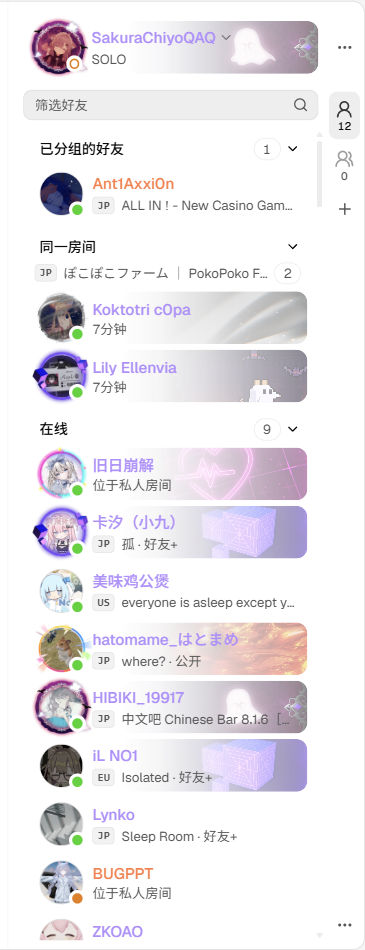 SakuraChiyoQAQ
SOLO
筛选好友
12
0
已分组的好友 1
Ant1Axxi0n
JP ALL IN ! - New Casino Gam...
同一房间
JP ぽこぽこファーム | PokoPoko F... 2
Koktotri c0pa
7分钟
Lily Ellenvia
7分钟
在线 9
旧日崩解
位于私人房间
卡汐（小九）
JP 孤 · 好友+
美味鸡公煲
US everyone is asleep except y...
hatomame_はとまめ
JP where? · 公开
HIBIKI_19917
JP 中文吧 Chinese Bar 8.1.6［...
iL NO1
EU Isolated · 好友+
Lynko
JP Sleep Room · 好友+
BUGPPT
位于私人房间
ZKOAO